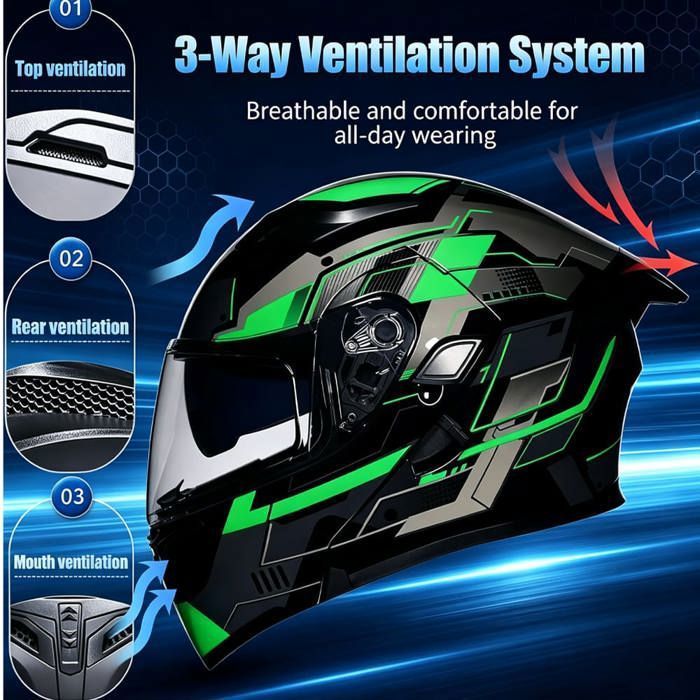 3-Way Ventilation System
Breathable and comfortable for
all-day wearing
01
Top ventilation
02
Rear ventilation
03
Mouth ventilation